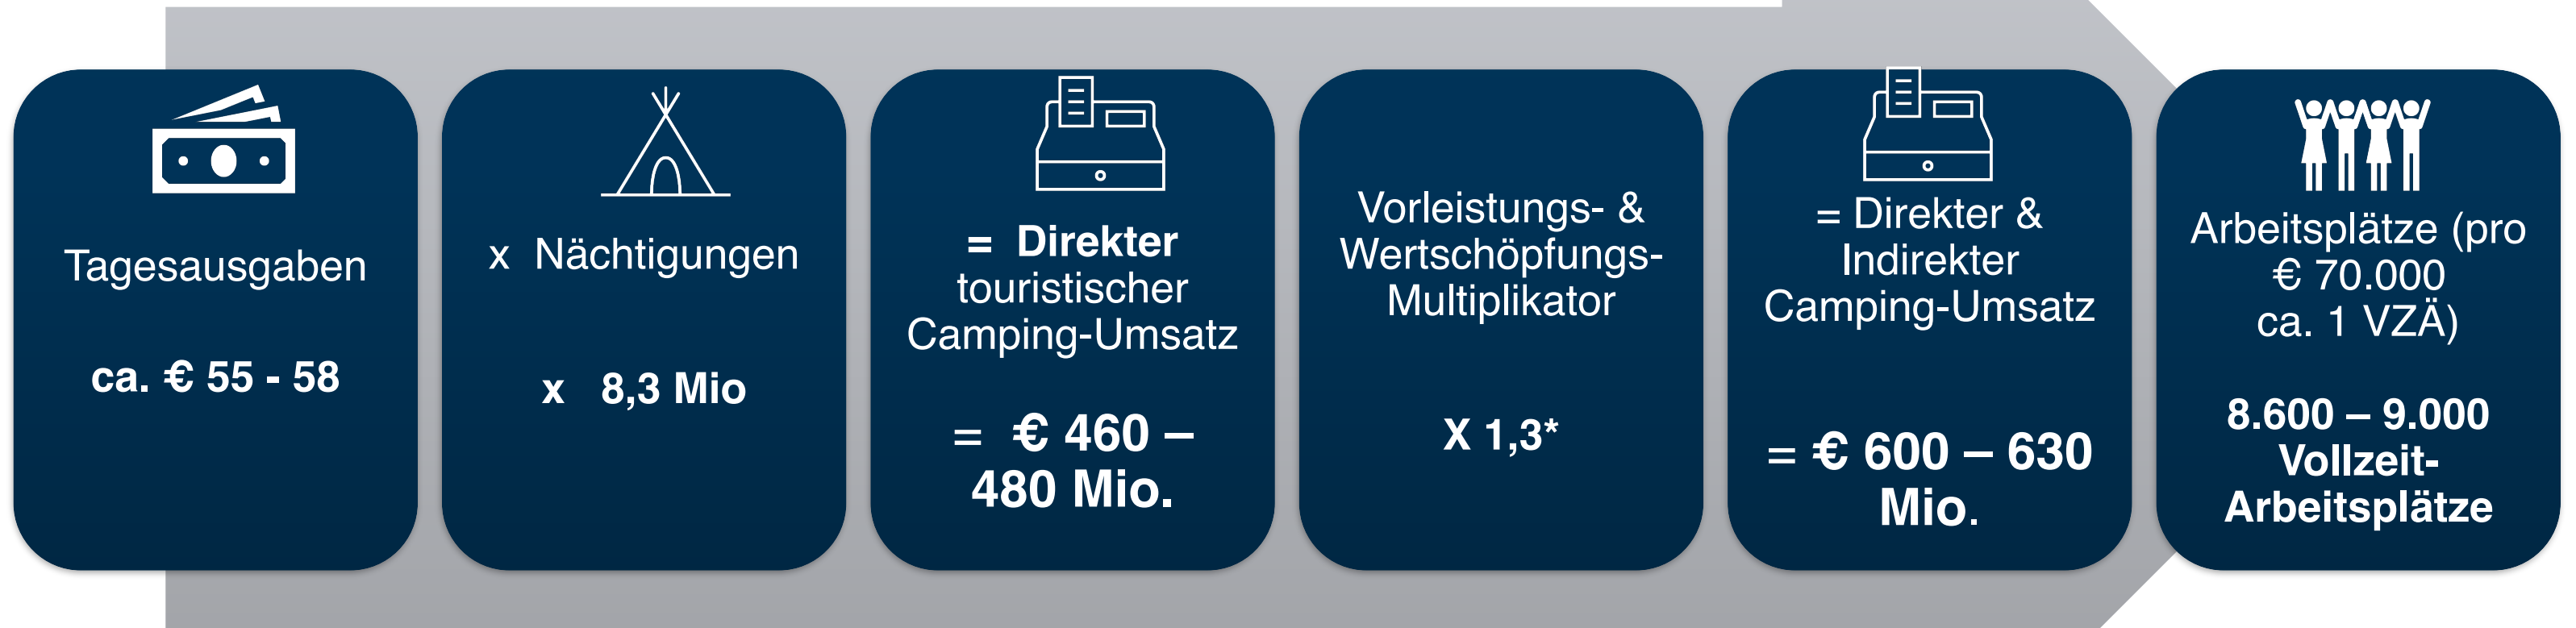 Tagesausgaben
ca. € 55 - 58
x Nächtigungen
x 8,3 Mio
= Direkter
touristischer
Camping-Umsatz
= € 460 –
480 Mio.
Vorleistungs- &
Wertschöpfungs-
Multiplikator
X 1,3*
= Direkter &
Indirekter
Camping-Umsatz
= € 600 – 630
Mio.
Arbeitsplätze (pro
€ 70.000
ca. 1 VZÄ)
8.600 – 9.000
Vollzeit-
Arbeitsplätze